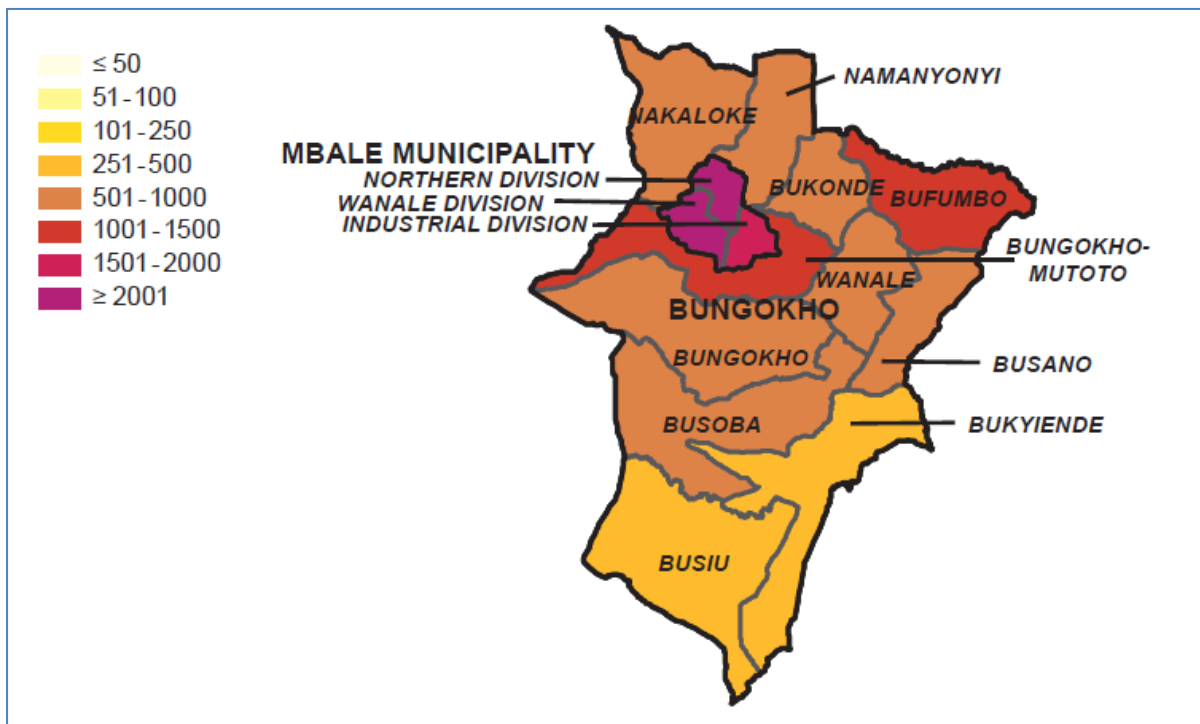 ≤ 50
51-100
101-250
251-500
501-1000
1001-1500
1501-2000
≥ 2001
NAMANYONYI
NAKALOKE
MBALE MUNICIPALITY
NORTHERN DIVISION
WANALE DIVISION
INDUSTRIAL DIVISION
BUKONDE
BUFUMBO
BUNGOKHO-
MUTOTO
WANALE
BUNGOKHO
BUNGOKHO
BUSANO
BUSOBA
BUKYIENDE
BUSIU